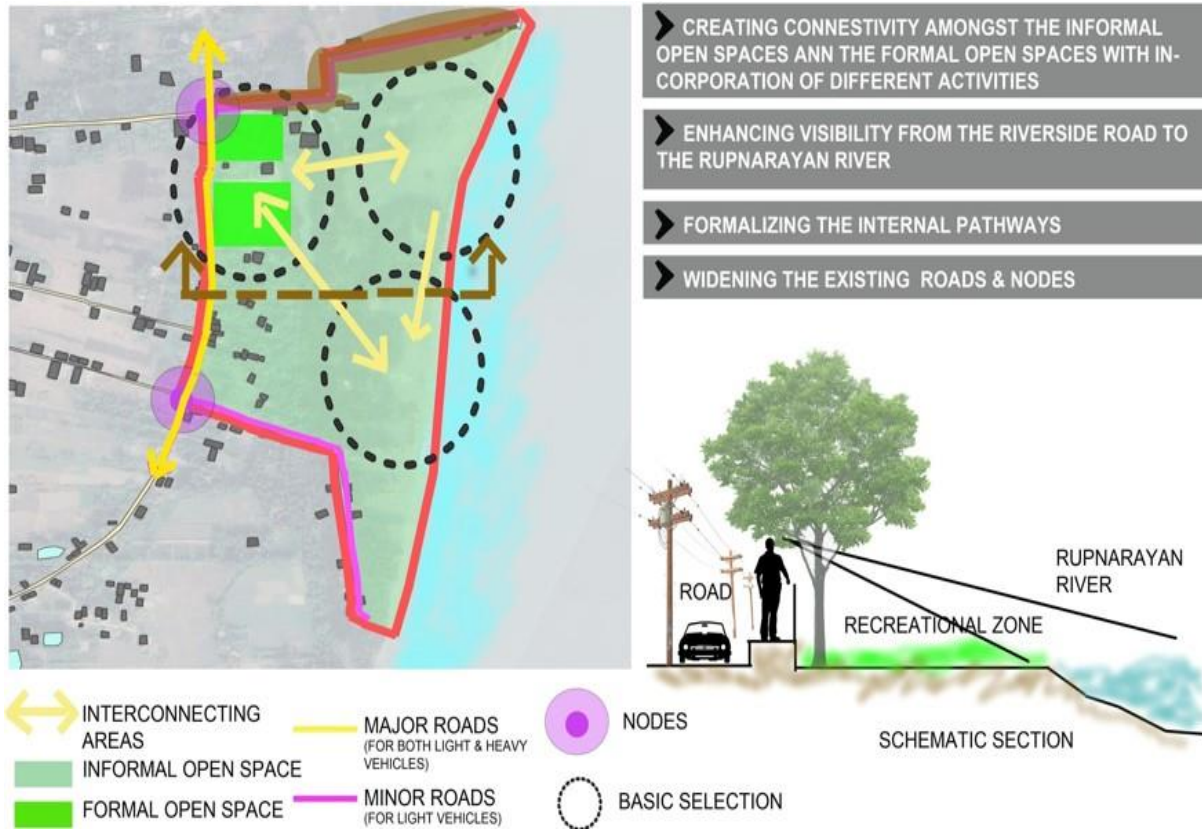 CREATING CONNESTIVITY AMONGST THE INFORMAL
OPEN SPACES ANN THE FORMAL OPEN SPACES WITH IN-
CORPORATION OF DIFFERENT ACTIVITIES
ENHANCING VISIBILITY FROM THE RIVERSIDE ROAD TO
THE RUPNARAYAN RIVER
FORMALIZING THE INTERNAL PATHWAYS
WIDENING THE EXISTING ROADS & NODES
ROAD
RUPNARAYAN
RIVER
RECREATIONAL ZONE
SCHEMATIC SECTION
INTERCONNECTING
AREAS
INFORMAL OPEN SPACE
FORMAL OPEN SPACE
MAJOR ROADS
(FOR BOTH LIGHT & HEAVY
VEHICLES)
MINOR ROADS
(FOR LIGHT VEHICLES)
NODES
BASIC SELECTION